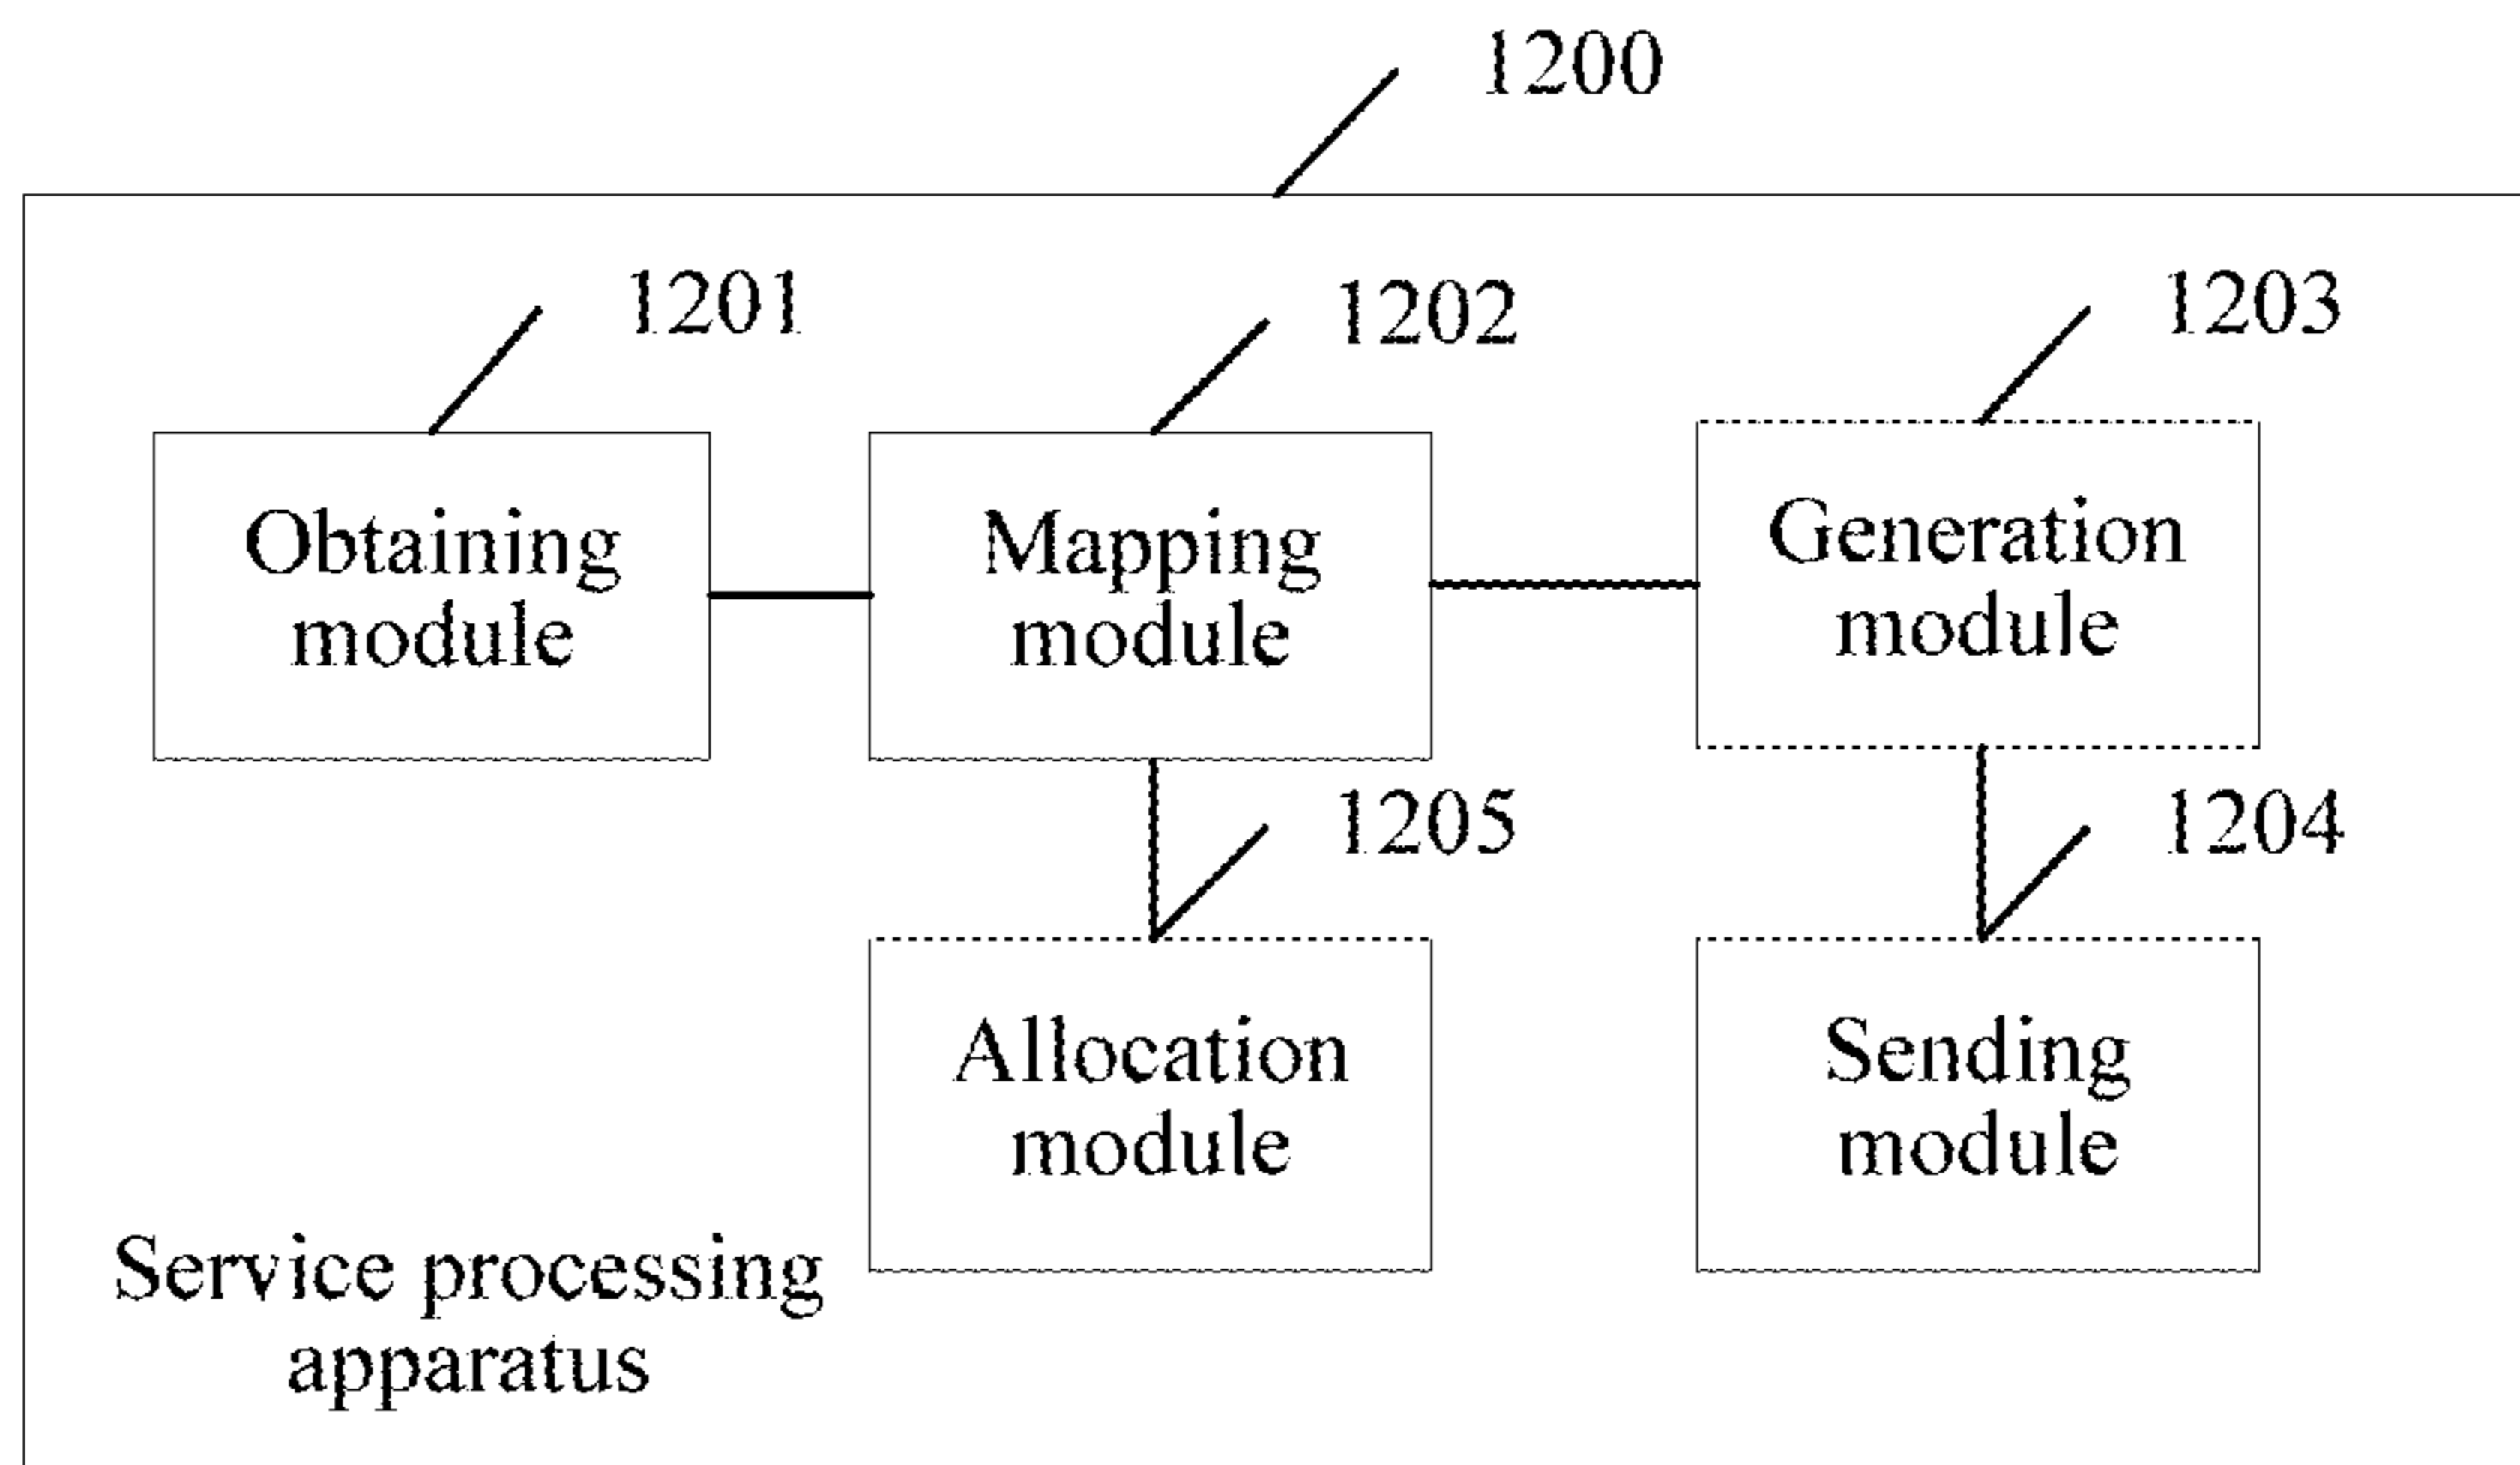 1200
1201
1202
1203
Obtaining
module
Mapping
module
Generation
module
1205
1204
Allocation
module
Sending
module
Service processing
apparatus